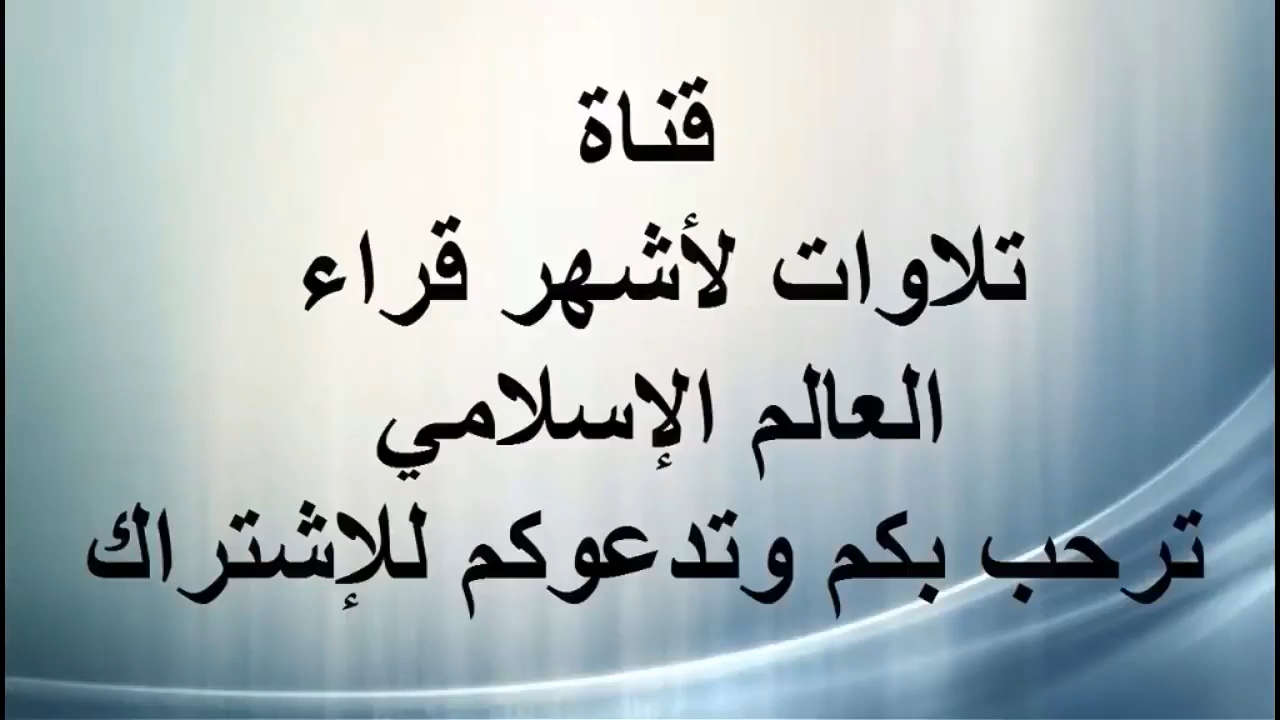 قناة
تلاوات لأشهر قراء
العالم الإسلامي
ترحب بكم وتدعوكم للإشتراك